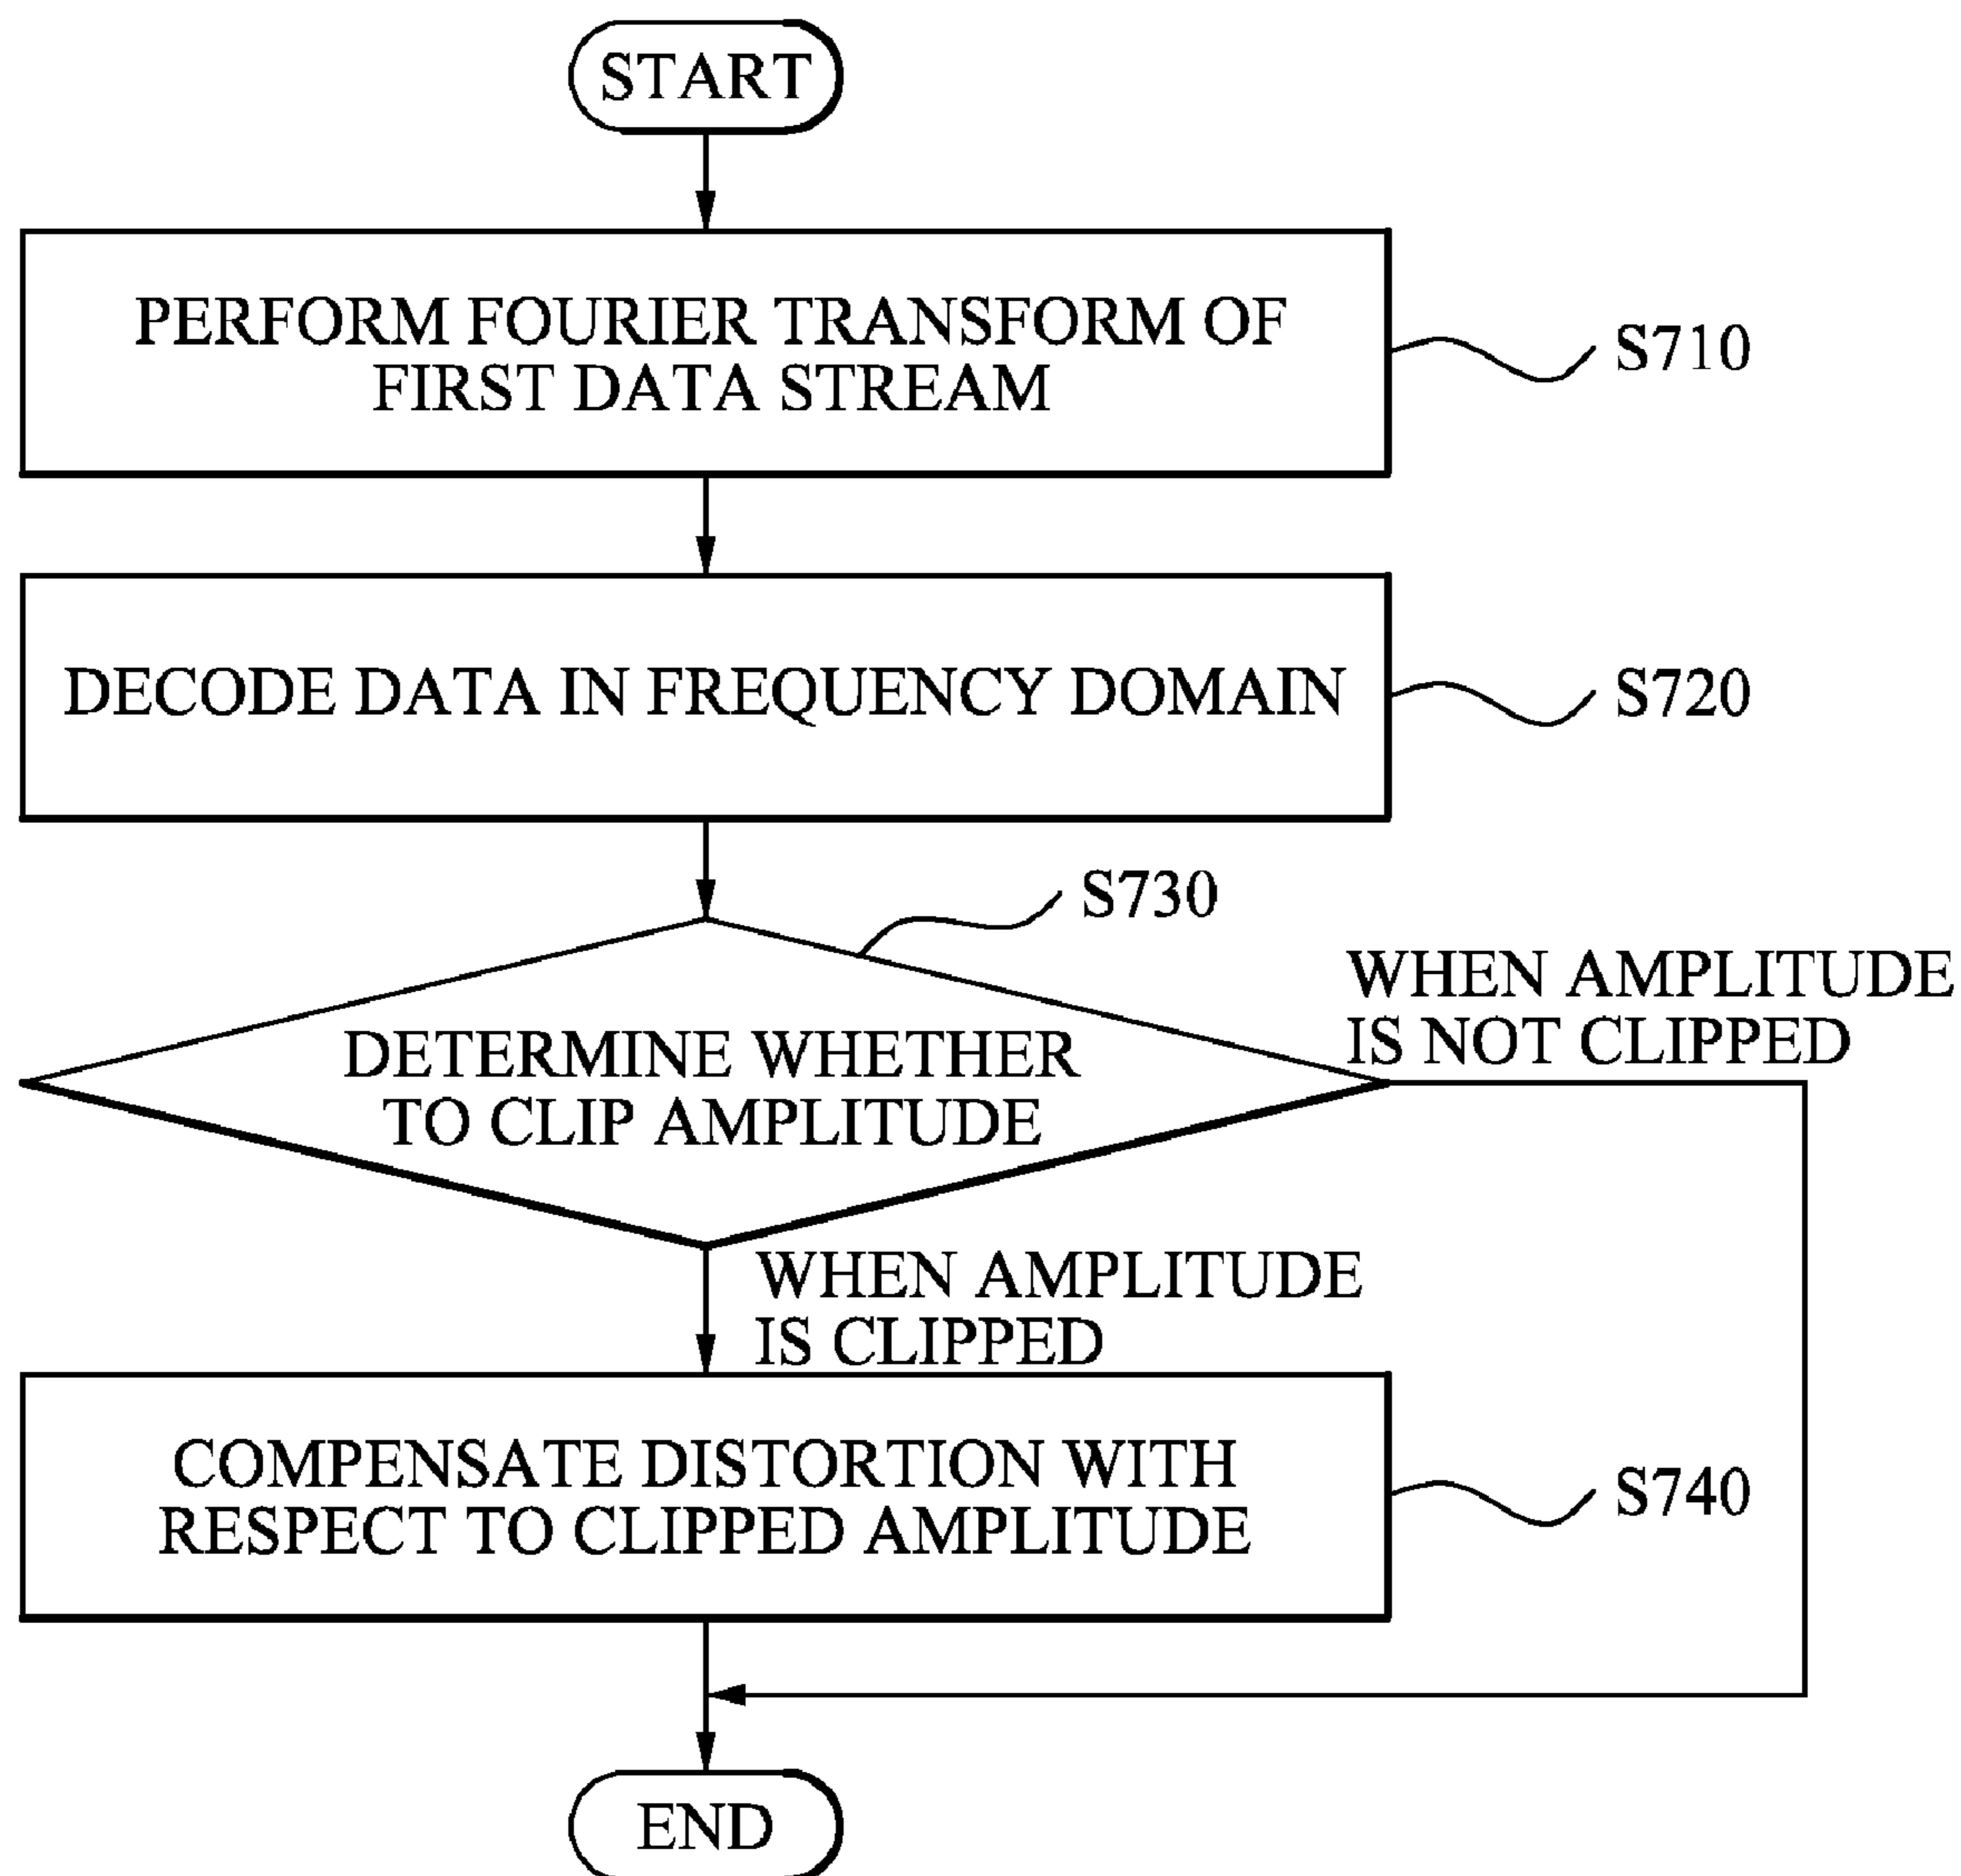 START
PERFORM FOURIER TRANSFORM OF
FIRST DATA STREAM
S710
DECODE DATA IN FREQUENCY DOMAIN
S720
S730
DETERMINE WHETHER
TO CLIP AMPLITUDE
WHEN AMPLITUDE
IS NOT CLIPPED
WHEN AMPLITUDE
IS CLIPPED
COMPENSATE DISTORTION WITH
RESPECT TO CLIPPED AMPLITUDE
S740
END